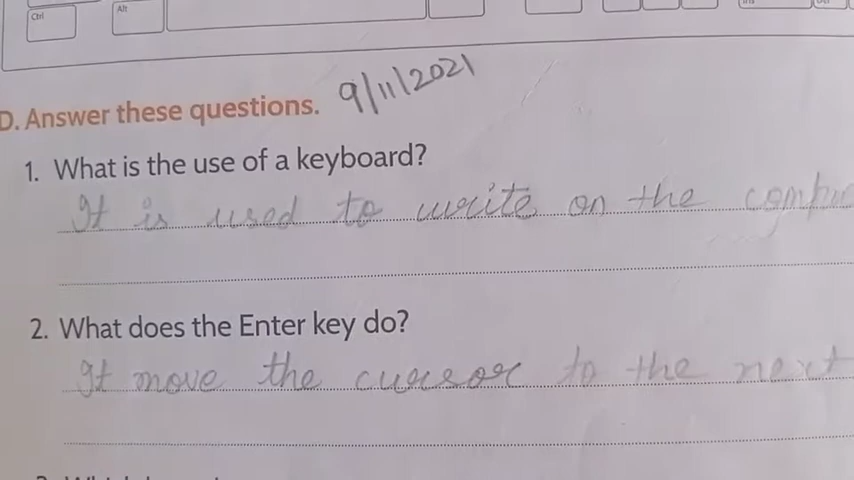 Ctrl
Alt
D. Answer these questions. 9/11/2021
1. What is the use of a keyboard?
It is used to write on the
2. What does the Enter key do?
It move the cursor to the next